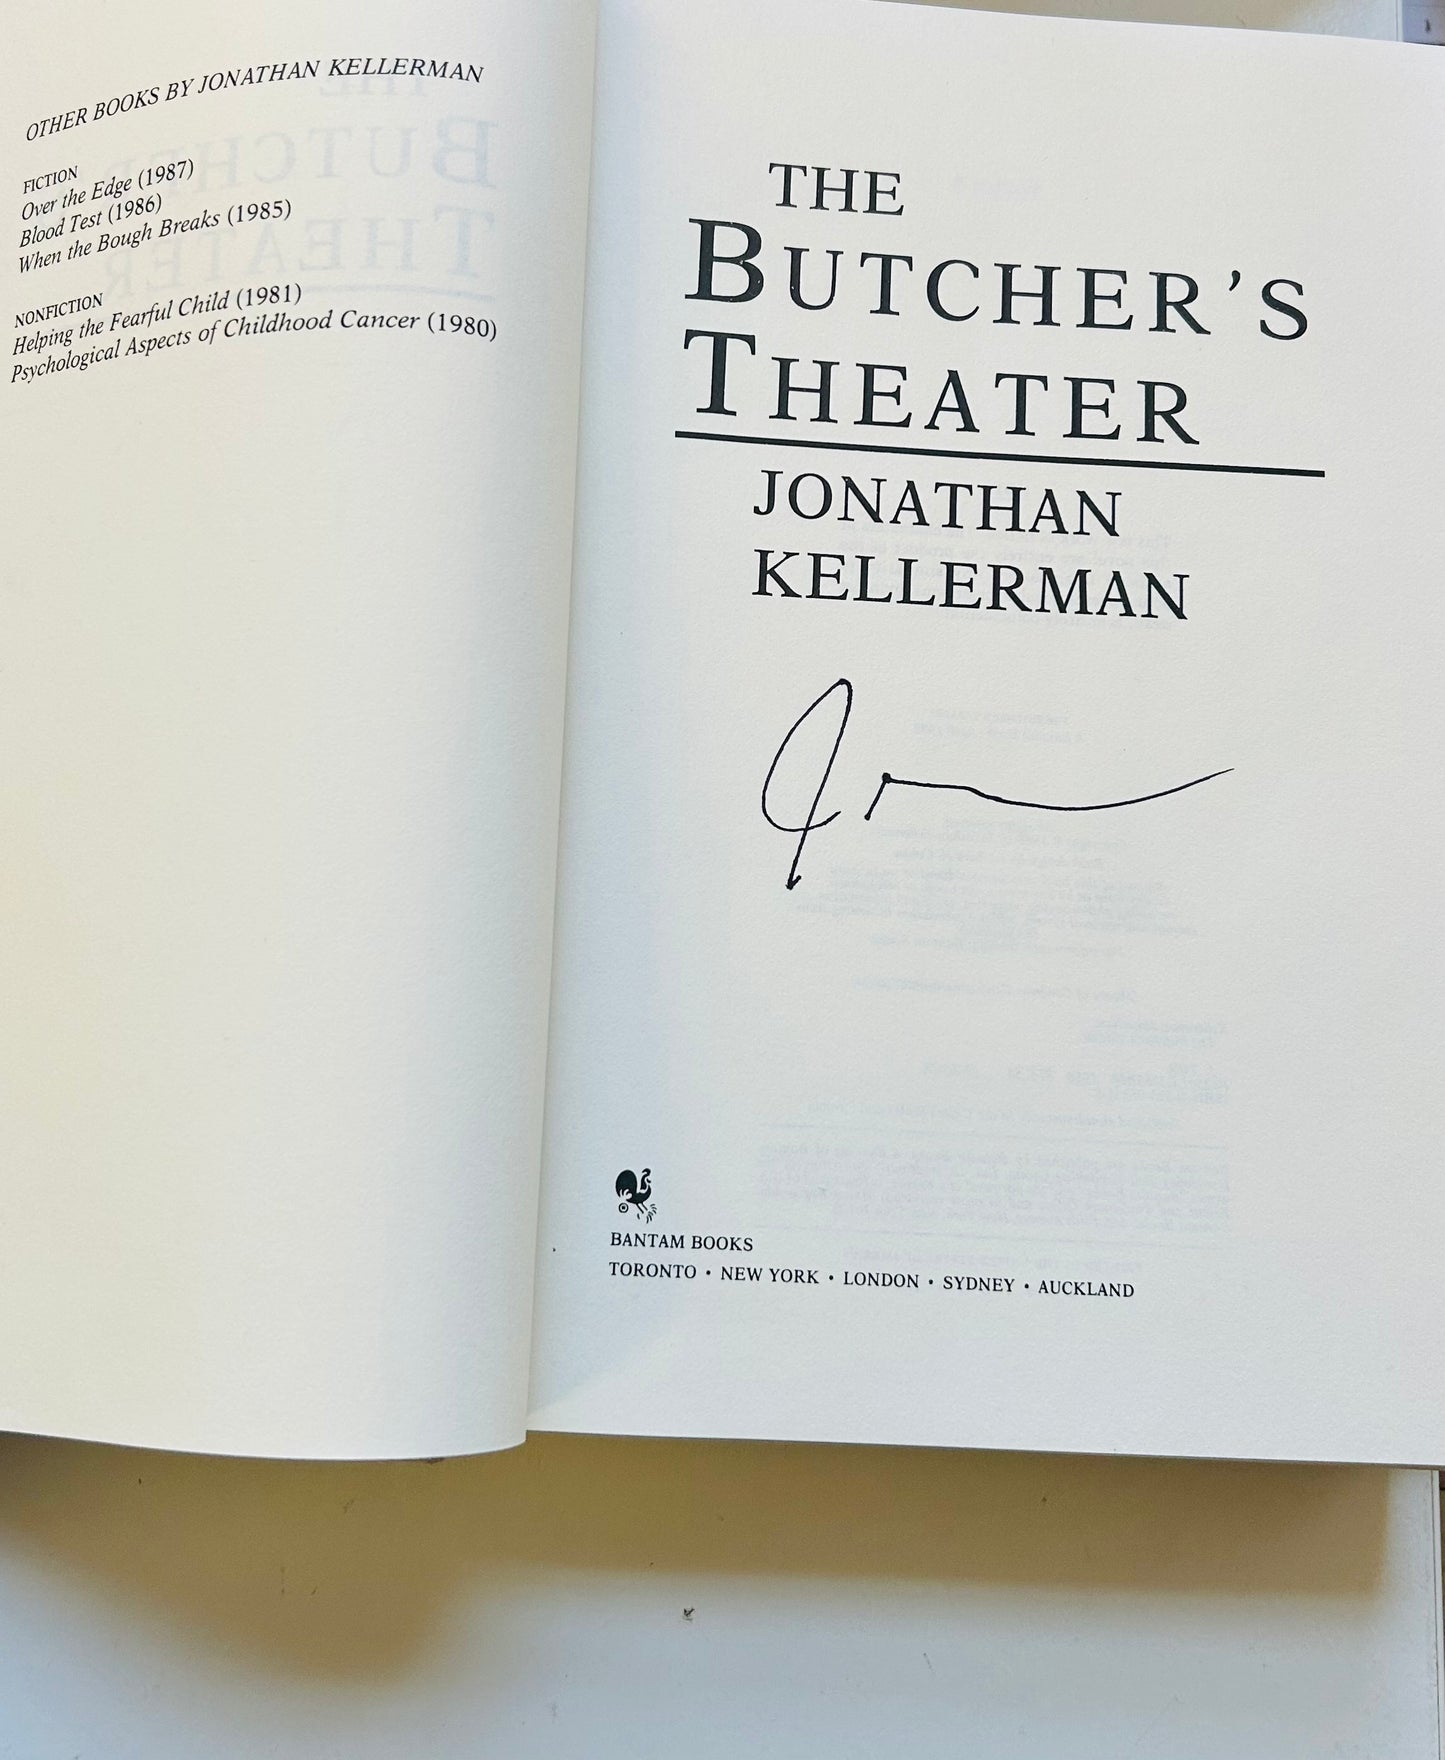 OTHER BOOKS BY JONATHAN KELLERMAN
FICTION
Over the Edge (1987)
Blood Test (1986)
When the Bough Breaks (1985)
NONFICTION
Helping the Fearful Child (1981)
Psychological Aspects of Childhood Cancer (1980)
THE
BUTCHER'S
THEATER
JONATHAN
KELLERMAN
BANTAM BOOKS
TORONTO • NEW YORK • LONDON • SYDNEY • AUCKLAND